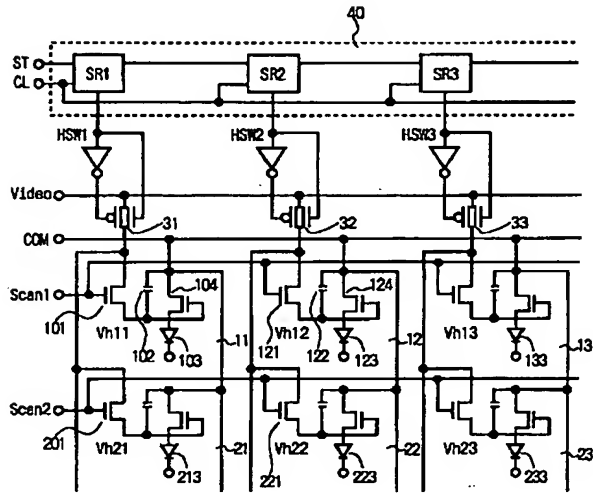 40
ST
CL
SR1
SR2
SR3
HSW1
HSW2
HSW3
Video
31
32
33
COM
Scan1
104
124
101
Vh11
102
103
11
121
Vh12
122
123
12
Vh13
133
13
Scan2
201
Vh21
213
21
221
Vh22
223
22
Vh23
233
23